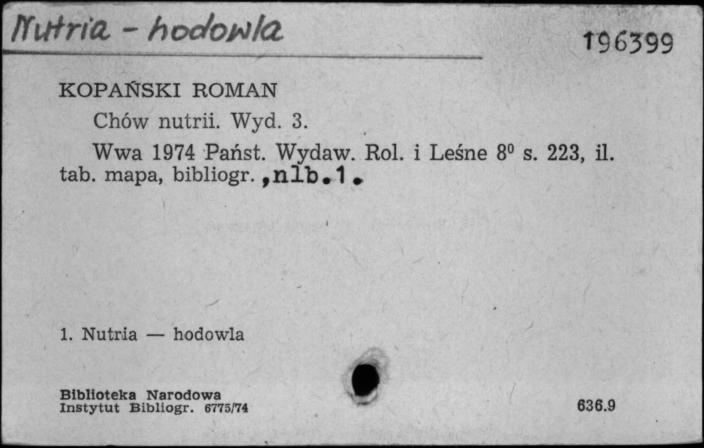 Nutria - hodowla
196399
KOPAŃSKI ROMAN
Chów nutrii. Wyd. 3.
Wwa 1974 Państ. Wydaw. Rol. i Leśne 8⁰ s. 223, il.
tab. mapa, bibliogr. ,nlb.1.
1. Nutria — hodowla
Biblioteka Narodowa
Instytut Bibliogr. 6775/74
636.9